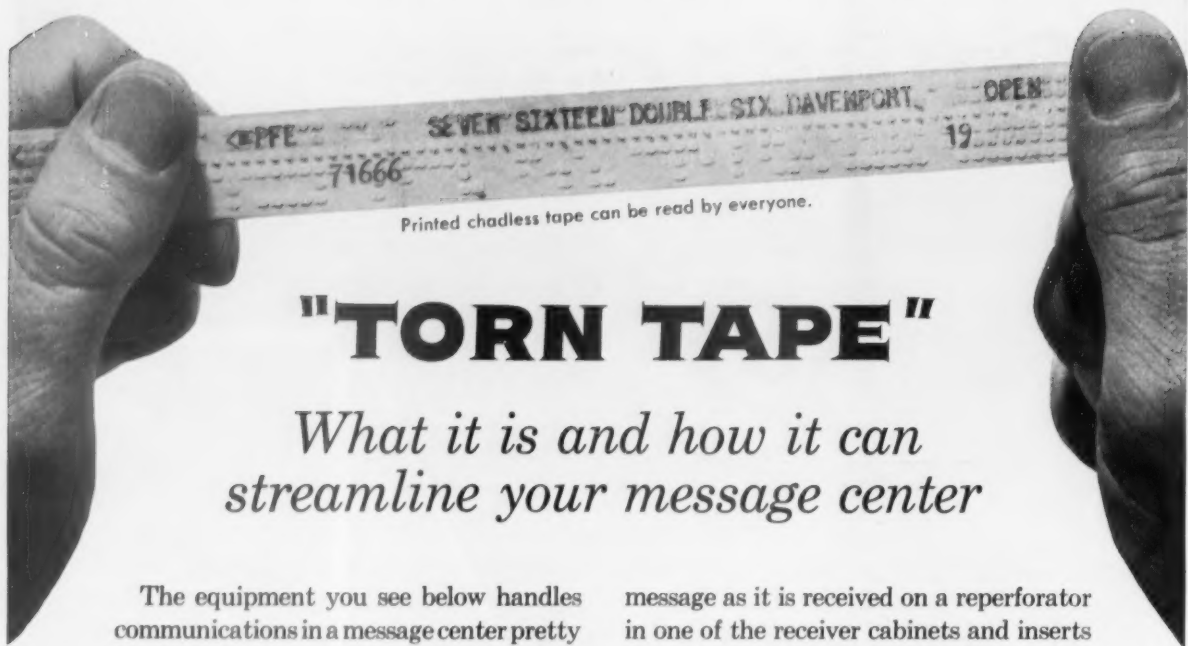 <≡PFE SEVEN SIXTEEN DOUBLE SIX DAVENPORT OPEN
71666 19
Printed chadless tape can be read by everyone.
"TORN TAPE"
What it is and how it can
streamline your message center
The equipment you see below handles
communications in a message center pretty
message as it is received on a reperforator
in one of the receiver cabinets and inserts